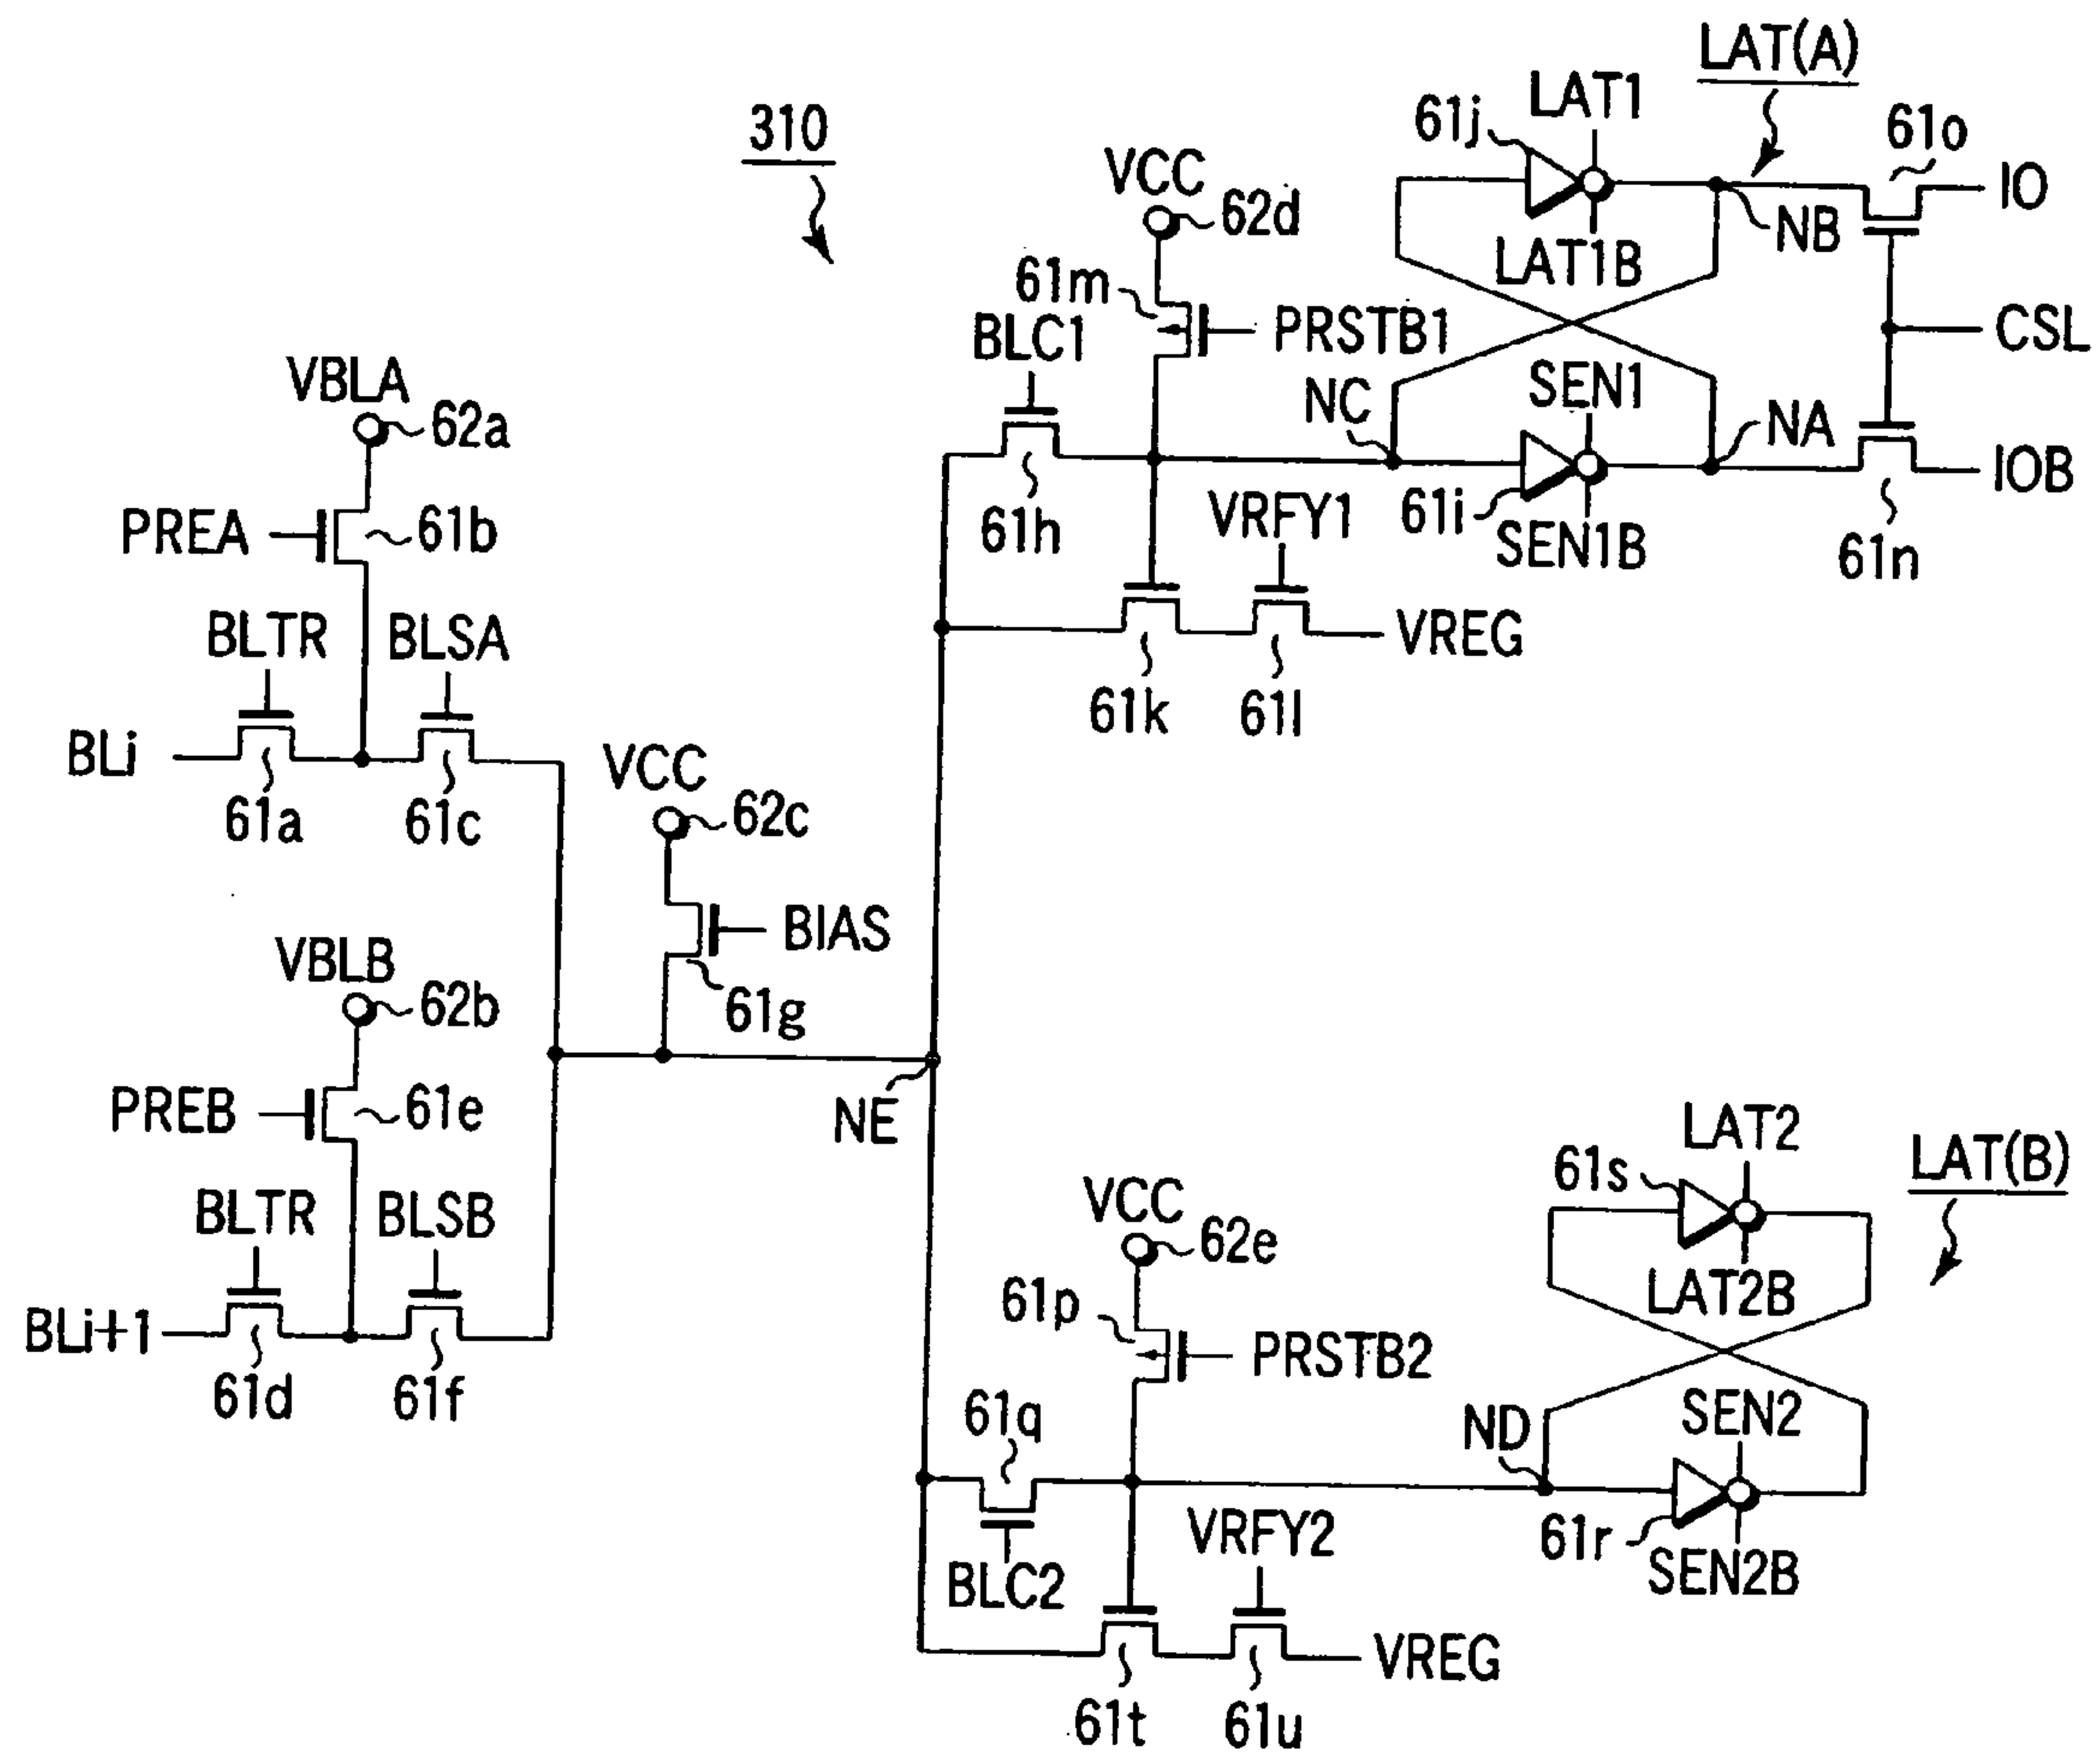 LAT(A)
LAT1
61j
61o
310
VCC
IO
62d
NB
LAT1B
61m
BLC1
PRSTB1
CSL
VBLA
SEN1
NC
NA
62a
IOB
VRFY1
61i
PREA
61b
61h
SEN1B
61n
BLTR
BLSA
VREG
61k
61l
BLi
VCC
61a
61c
62c
BIAS
VBLB
62b
61g
PREB
61e
NE
LAT2
61s
LAT(B)
VCC
BLTR
BLSB
62e
LAT2B
61p
BLi+1
PRSTB2
61d
61f
61q
SEN2
ND
VRFY2
61r
BLC2
SEN2B
VREG
61t
61u